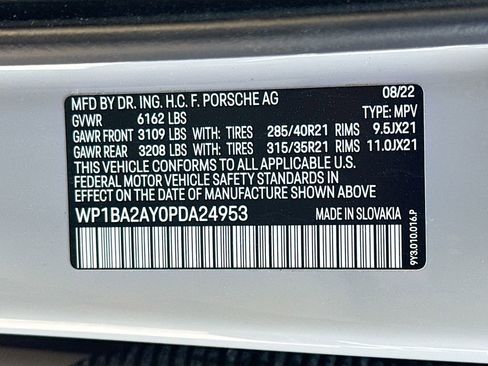 MFD BY DR. ING. H.C. F. PORSCHE AG 08/22
GVWR 6162 LBS TYPE: MPV
GAWR FRONT 3109 LBS WITH: TIRES 285/40R21 RIMS 9.5JX21
GAWR REAR 3208 LBS WITH: TIRES 315/35R21 RIMS 11.0JX21
THIS VEHICLE CONFORMS TO ALL APPLICABLE U.S.
FEDERAL MOTOR VEHICLE SAFETY STANDARDS IN
EFFECT ON THE DATE OF MANUFACTURE SHOWN ABOVE.
WP1BA2AY0PDA24953 MADE IN SLOVAKIA
9Y3.010.016.P